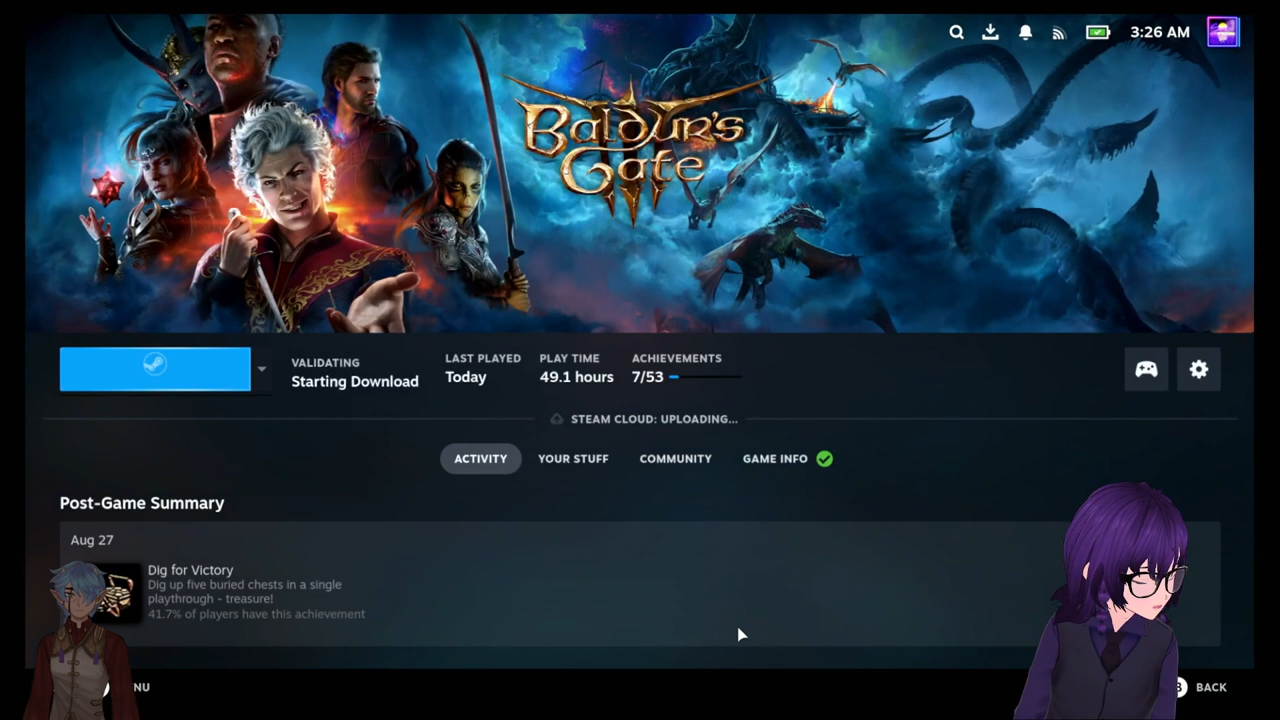 3:26 AM
Baldur's
Gate
VALIDATING
Starting Download
LAST PLAYED
Today
PLAY TIME
49.1 hours
ACHIEVEMENTS
7/53
STEAM CLOUD: UPLOADING...
ACTIVITY
YOUR STUFF
COMMUNITY
GAME INFO
Post-Game Summary
Aug 27
Dig for Victory
Dig up five buried chests in a single
playthrough - treasure!
41.7% of players have this achievement
NU
BACK